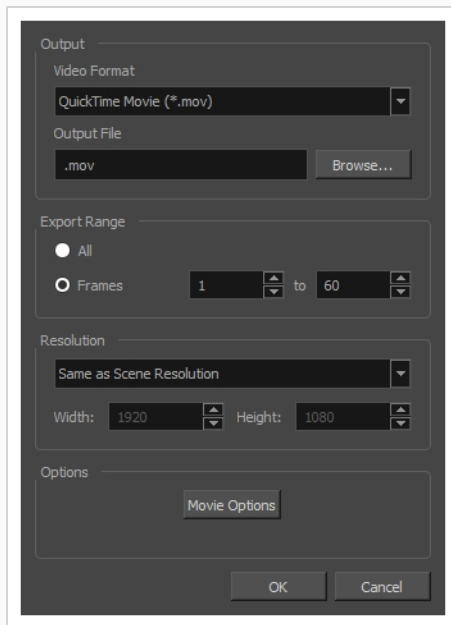 Output
Video Format
QuickTime Movie (*.mov)
Output File
.mov
Browse...
Export Range
All
Frames 1 to 60
Resolution
Same as Scene Resolution
Width: 1920 Height: 1080
Options
Movie Options
OK Cancel